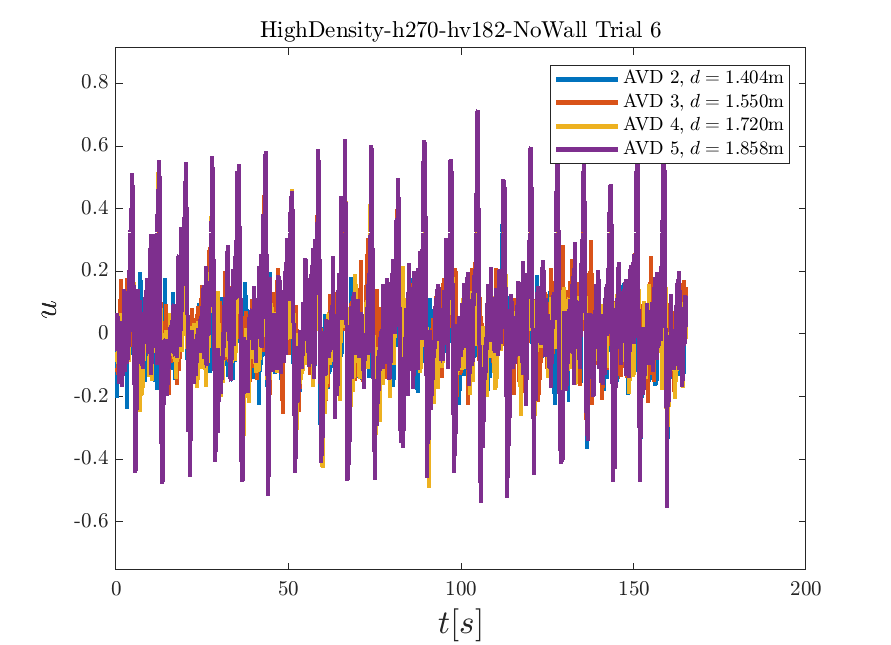 HighDensity-h270-hv182-NoWall Trial 6
AVD 2, d = 1.404m
AVD 3, d = 1.550m
AVD 4, d = 1.720m
AVD 5, d = 1.858m
0.8
0.6
0.4
0.2
0
-0.2
-0.4
-0.6
u
0 50 100 150 200
t[s]